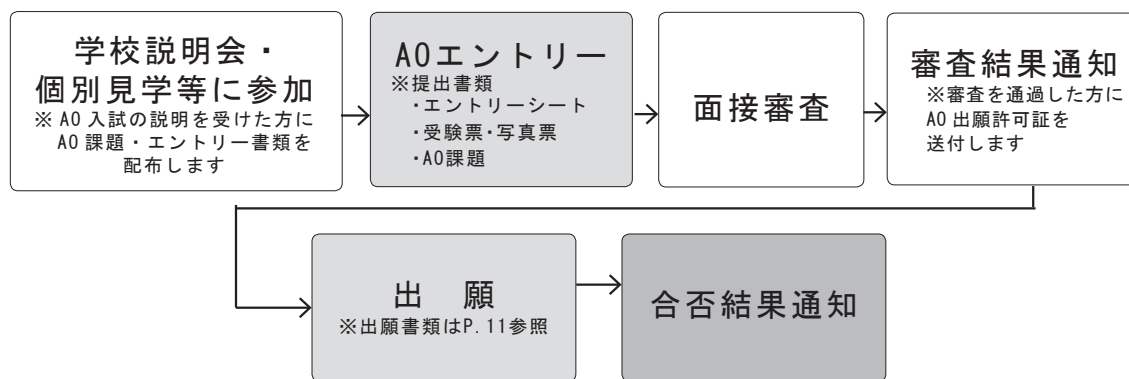 学校説明会・
個別見学等に参加
※AO入試の説明を受けた方に
AO課題・エントリー書類を
配布します
AOエントリー
※提出書類
・エントリーシート
・受験票・写真票
・AO課題
面接審査
審査結果通知
※審査を通過した方に
AO出願許可証を
送付します
出　願
※出願書類はP.11参照
合否結果通知